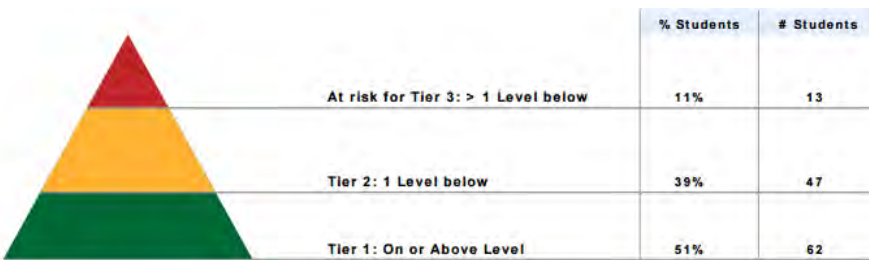 % Students # Students
At risk for Tier 3: > 1 Level below 11% 13
Tier 2: 1 Level below 39% 47
Tier 1: On or Above Level 51% 62